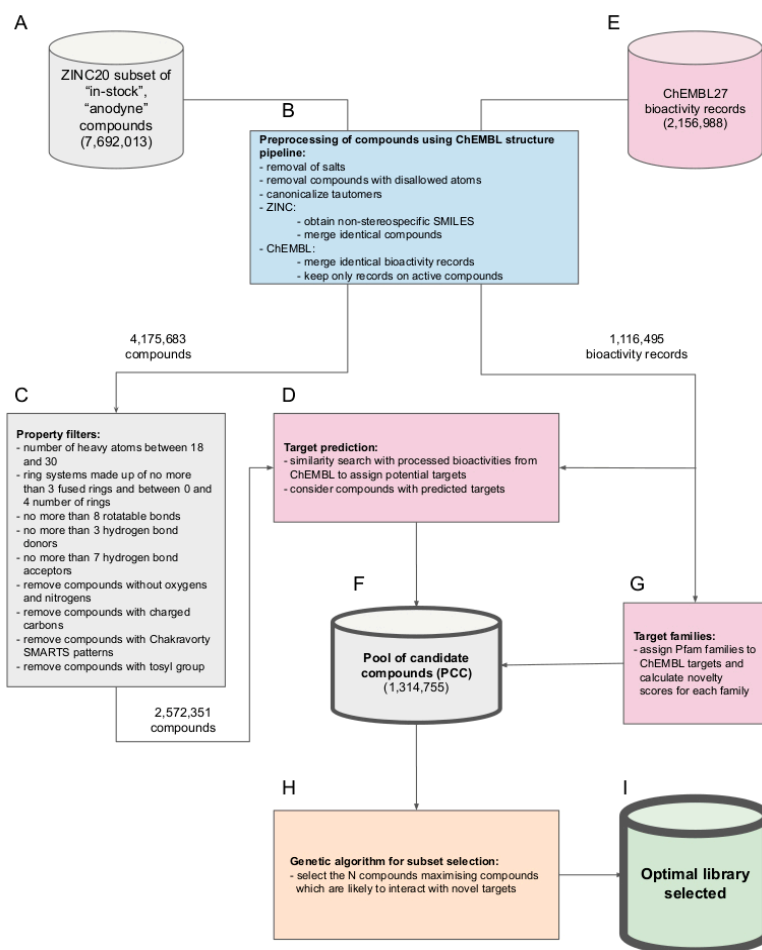 A
E
ZINC20 subset of
“in-stock”,
“anodyne”
compounds
(7,692,013)
ChEMBL27
bioactivity records
(2,156,988)
B
Preprocessing of compounds using ChEMBL structure
pipeline:
- removal of salts
- removal compounds with disallowed atoms
- canonicalize tautomers
- ZINC:
- obtain non-stereospecific SMILES
- merge identical compounds
- ChEMBL:
- merge identical bioactivity records
- keep only records on active compounds
4,175,683
compounds
1,116,495
bioactivity records
C
Property filters:
- number of heavy atoms between 18
and 30
- ring systems made up of no more
than 3 fused rings and between 0 and
4 number of rings
- no more than 8 rotatable bonds
- no more than 3 hydrogen bond
donors
- no more than 7 hydrogen bond
acceptors
- remove compounds without oxygens
and nitrogens
- remove compounds with charged
carbons
- remove compounds with Chakravorty
SMARTS patterns
- remove compounds with tosyl group
2,572,351
compounds
D
Target prediction:
- similarity search with processed bioactivities from
ChEMBL to assign potential targets
- consider compounds with predicted targets
F
Pool of candidate
compounds (PCC)
(1,314,755)
G
Target families:
- assign Pfam families to
ChEMBL targets and
calculate novelty
scores for each family
H
Genetic algorithm for subset selection:
- select the N compounds maximising compounds
which are likely to interact with novel targets
I
Optimal library
selected